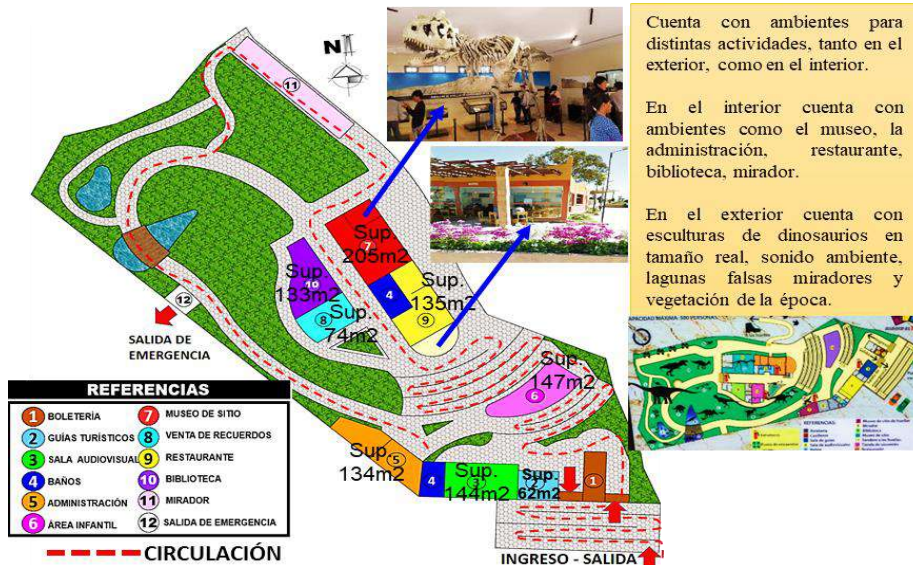 Cuenta con ambientes para
distintas actividades, tanto en el
exterior, como en el interior.
En el interior cuenta con
ambientes como el museo, la
administración, restaurante,
biblioteca, mirador.
En el exterior cuenta con
esculturas de dinosaurios en
tamaño real, sonido ambiente,
lagunas falsas miradores y
vegetación de la época.
N
11
Sup.
7
205m2
Sup.
10
133m2
4
Sup.
135m2
9
Sup.
8
74m2
12
SALIDA DE
EMERGENCIA
Sup.
147m2
6
Sup.
5
134m2
4
Sup.
3
144m2
Sup.
2
62m2
1
INGRESO - SALIDA
REFERENCIAS
1 BOLETERÍA
2 GUÍAS TURÍSTICOS
3 SALA AUDIOVISUAL
4 BAÑOS
5 ADMINISTRACIÓN
6 ÁREA INFANTIL
7 MUSEO DE SITIO
8 VENTA DE RECUERDOS
9 RESTAURANTE
10 BIBLIOTECA
11 MIRADOR
12 SALIDA DE EMERGENCIA
CIRCULACIÓN
CAPACIDAD MÁXIMA: 500 PERSONAS
REFERENCIAS: